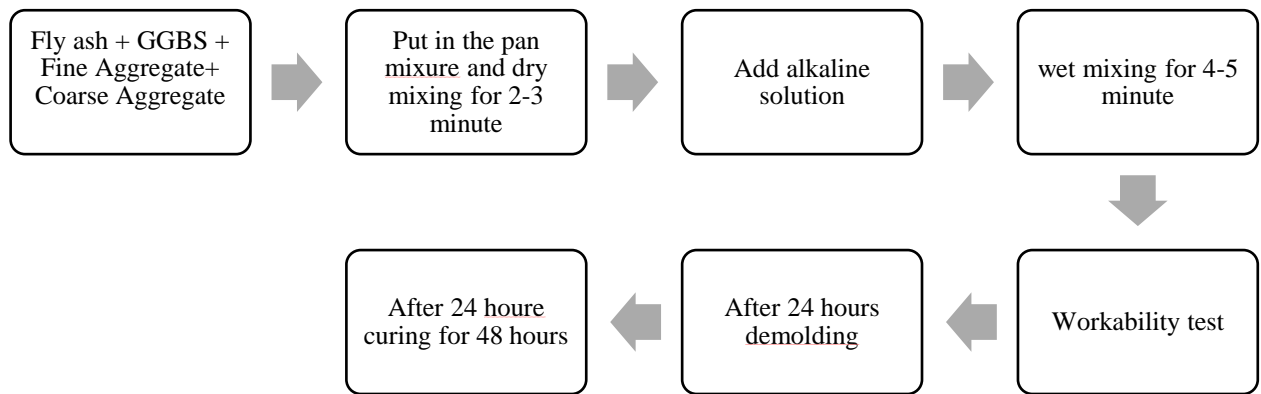 Fly ash + GGBS +
Fine Aggregate+
Coarse Aggregate
Put in the pan
mixure and dry
mixing for 2-3
minute
Add alkaline
solution
wet mixing for 4-5
minute
Workability test
After 24 hours
demolding
After 24 houre
curing for 48 hours